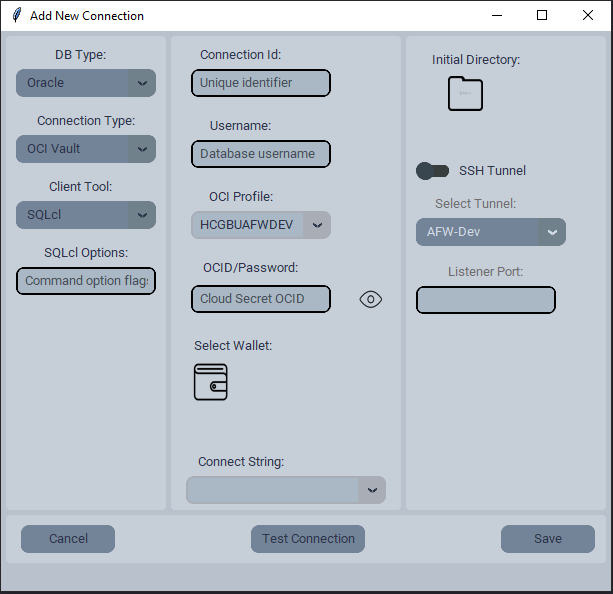 Add New Connection
DB Type:
Oracle
Connection Type:
OCI Vault
Client Tool:
SQLcl
SQLcl Options:
Command option flags
Connection Id:
Unique identifier
Username:
Database username
OCI Profile:
HCGBUAFWDEV
OCID/Password:
Cloud Secret OCID
Select Wallet:
Connect String:
Initial Directory:
SSH Tunnel
Select Tunnel:
AFW-Dev
Listener Port:
Cancel
Test Connection
Save